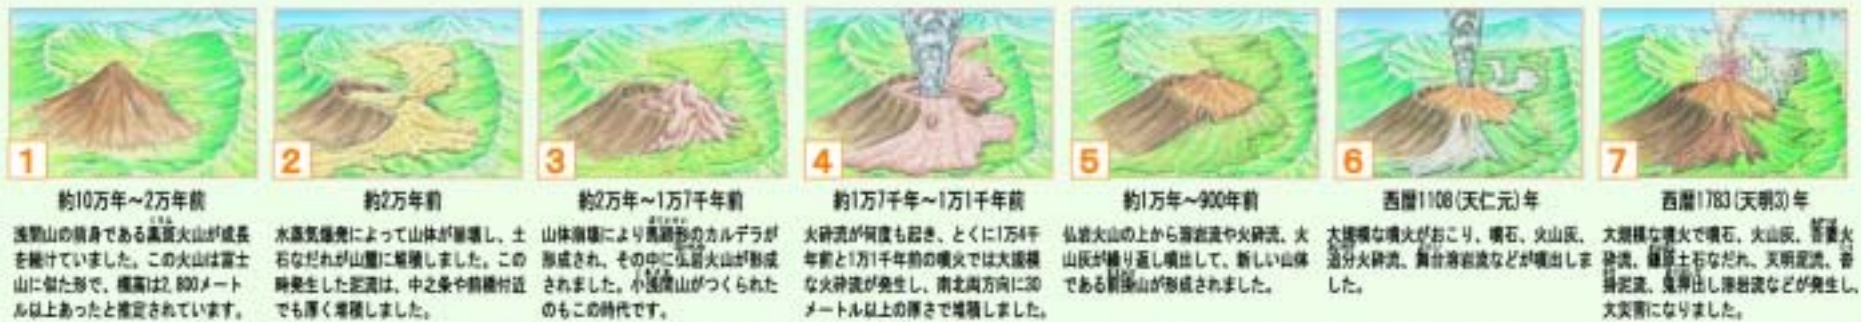 1
約10万年～2万年前
浅間山の前身である黒斑火山が成長
を続けていました。この火山は富士
山に似た形で、標高は2,800メート
ル以上あったと推定されています。
2
約2万年前
水蒸気爆発によって山体が崩壊し、土
石なだれが山麓に堆積しました。この
時発生した泥流は、中之条や前橋付近
でも厚く堆積しました。
3
約2万年～1万7千年前
山体崩壊により馬蹄形のカルデラが
形成され、その中に仏岩火山が形成
されました。小浅間山がつくられた
のもこの時代です。
4
約1万7千年～1万1千年前
火砕流が何度も起き、とくに1万4千
年前と1万1千年前の噴火では大規模
な火砕流が発生し、南北両方向に30
メートル以上の厚さで堆積しました。
5
約1万年～900年前
仏岩火山の上から溶岩流や火砕流、火
山灰が繰り返し噴出して、新しい山体
である前掛山が形成されました。
6
西暦1108(天仁元)年
大規模な噴火がおこり、噴石、火山灰、
追分火砕流、舞台溶岩流などが噴出しま
した。
7
西暦1783(天明3)年
大規模な噴火で噴石、火山灰、吾妻火
砕流、鎌原土石なだれ、天明泥流、吾
妻泥流、鬼押出し溶岩流などが発生し、
大災害になりました。